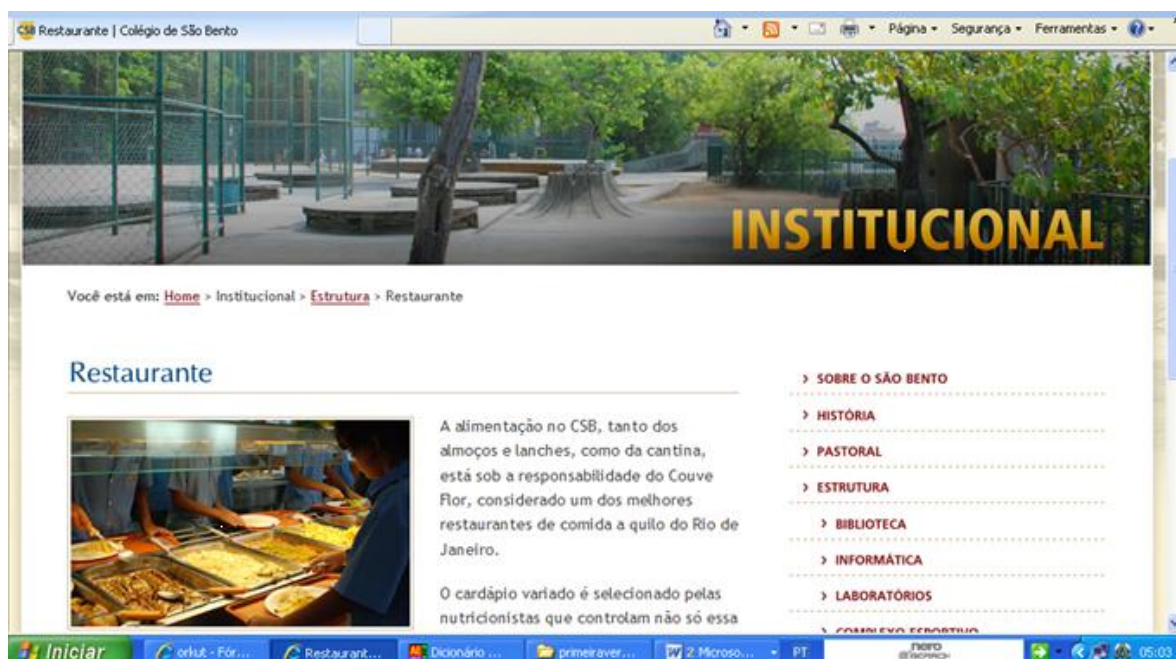 CSB Restaurante | Colégio de São Bento
Página
Segurança
Ferramentas
INSTITUCIONAL
Você está em: Home > Institucional > Estrutura > Restaurante
Restaurante
A alimentação no CSB, tanto dos
almoços e lanches, como da cantina,
está sob a responsabilidade do Couve
Flor, considerado um dos melhores
restaurantes de comida a quilo do Rio de
Janeiro.
O cardápio variado é selecionado pelas
nutricionistas que controlam não só essa
> SOBRE O SÃO BENTO
> HISTÓRIA
> PASTORAL
> ESTRUTURA
> BIBLIOTECA
> INFORMÁTICA
> LABORATÓRIOS
> COMPLEXO ESPORTIVO
Iniciar
orkut - Fór...
Restaurant...
Dicionário ...
primeiraver...
2 Microso...
PT
nero
SEARCH
05:03